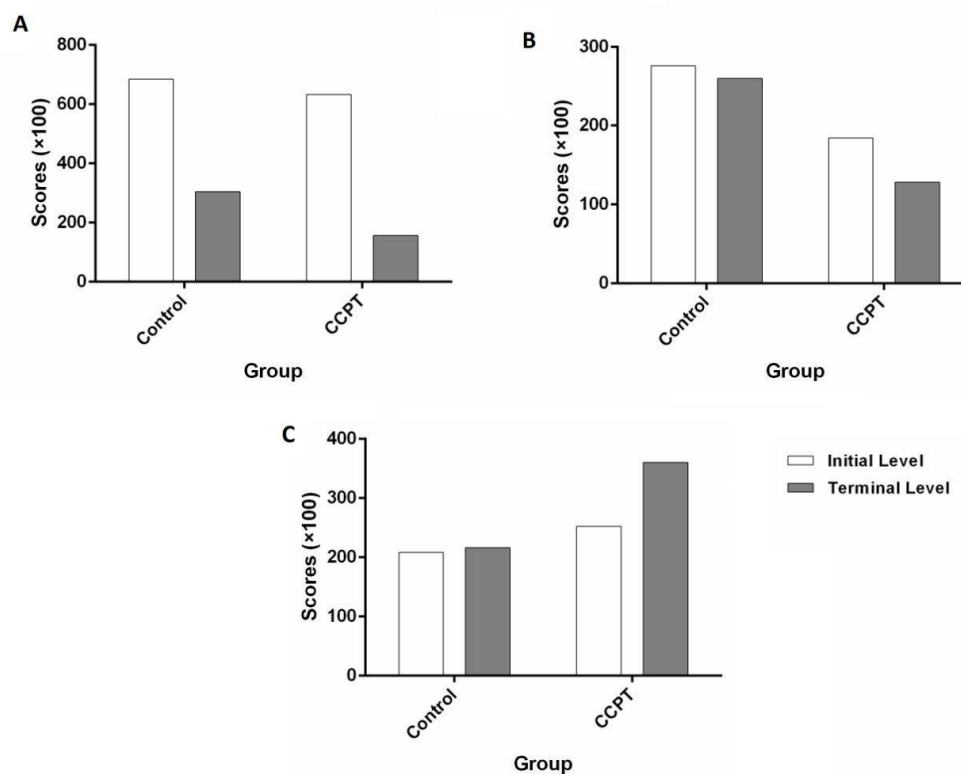 A
800
600
400
200
0
Scores (×100)
Control
CCPT
Group
B
300
200
100
0
Scores (×100)
Control
CCPT
Group
C
400
300
200
100
0
Scores (×100)
Control
CCPT
Group
Initial Level
Terminal Level